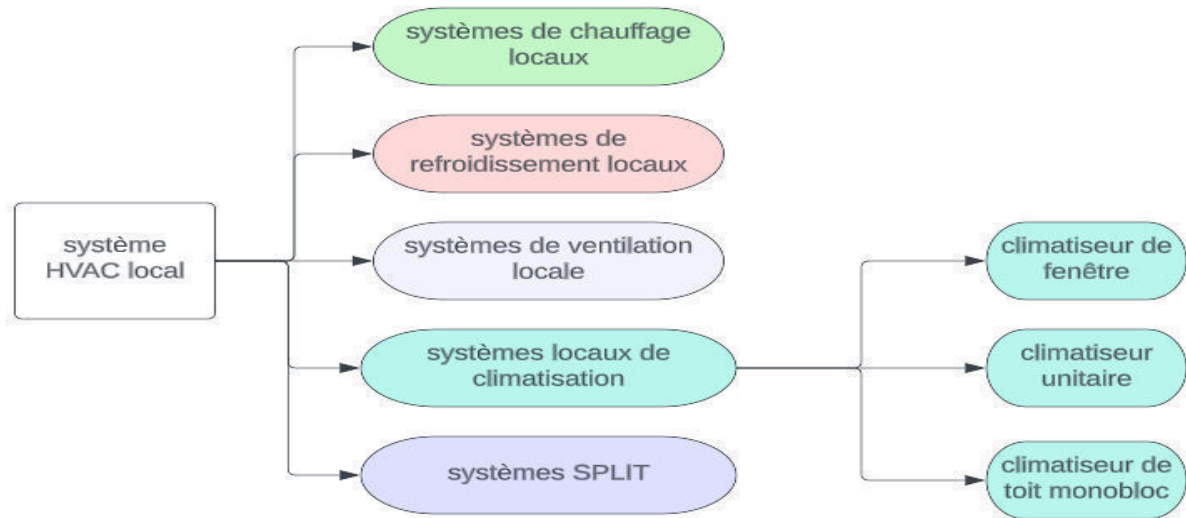 systèmes de chauffage
locaux
systèmes de
refroidissement locaux
système
HVAC local
systèmes de ventilation
locale
systèmes locaux de
climatisation
systèmes SPLIT
climatiseur de
fenêtre
climatiseur
unitaire
climatiseur de
toit monobloc